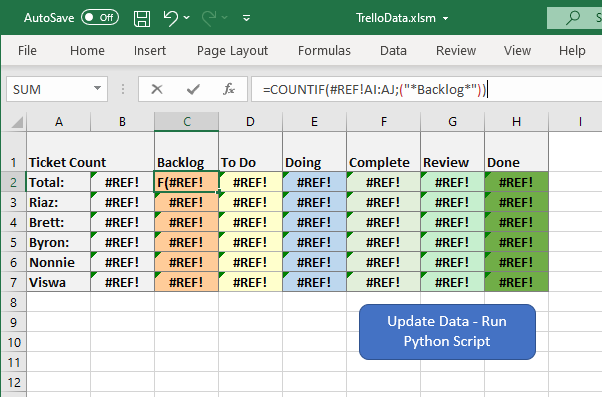 AutoSave Off TrelloData.xlsm S
File Home Insert Page Layout Formulas Data Review View Help
SUM fx =COUNTIF(#REF!AI:AJ;("*Backlog*"))
A B C D E F G H I
1 Ticket Count Backlog To Do Doing Complete Review Done
2 Total: #REF! F(#REF! #REF! #REF! #REF! #REF! #REF!
3 Riaz: #REF! #REF! #REF! #REF! #REF! #REF! #REF!
4 Brett: #REF! #REF! #REF! #REF! #REF! #REF! #REF!
5 Byron: #REF! #REF! #REF! #REF! #REF! #REF! #REF!
6 Nonnie #REF! #REF! #REF! #REF! #REF! #REF! #REF!
7 Viswa #REF! #REF! #REF! #REF! #REF! #REF! #REF!
8
9
Update Data - Run
10
Python Script
11
12